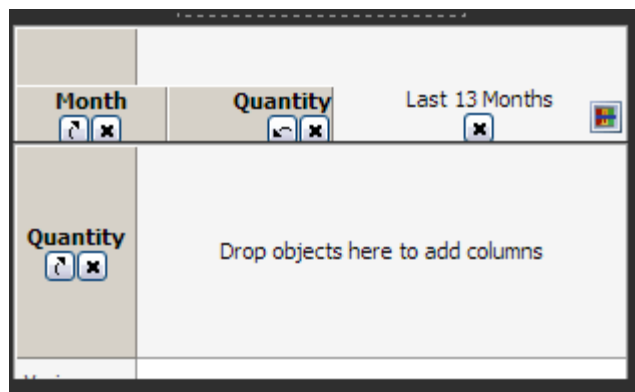 Month Quantity Last 13 Months
Quantity
Drop objects here to add columns